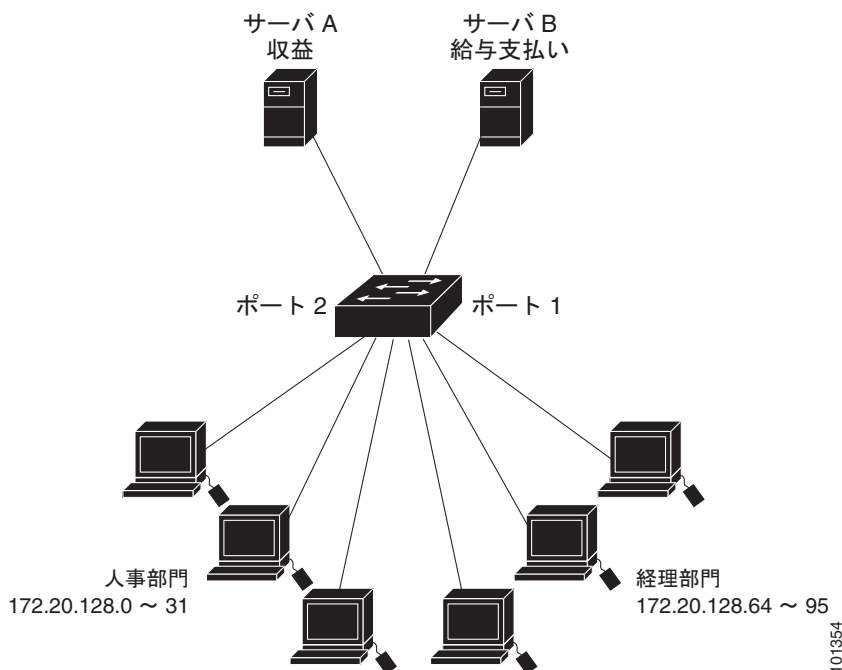 サーバ A
収益
サーバ B
給与支払い
ポート 2
ポート 1
人事部門
172.20.128.0 ～ 31
経理部門
172.20.128.64 ～ 95
101354